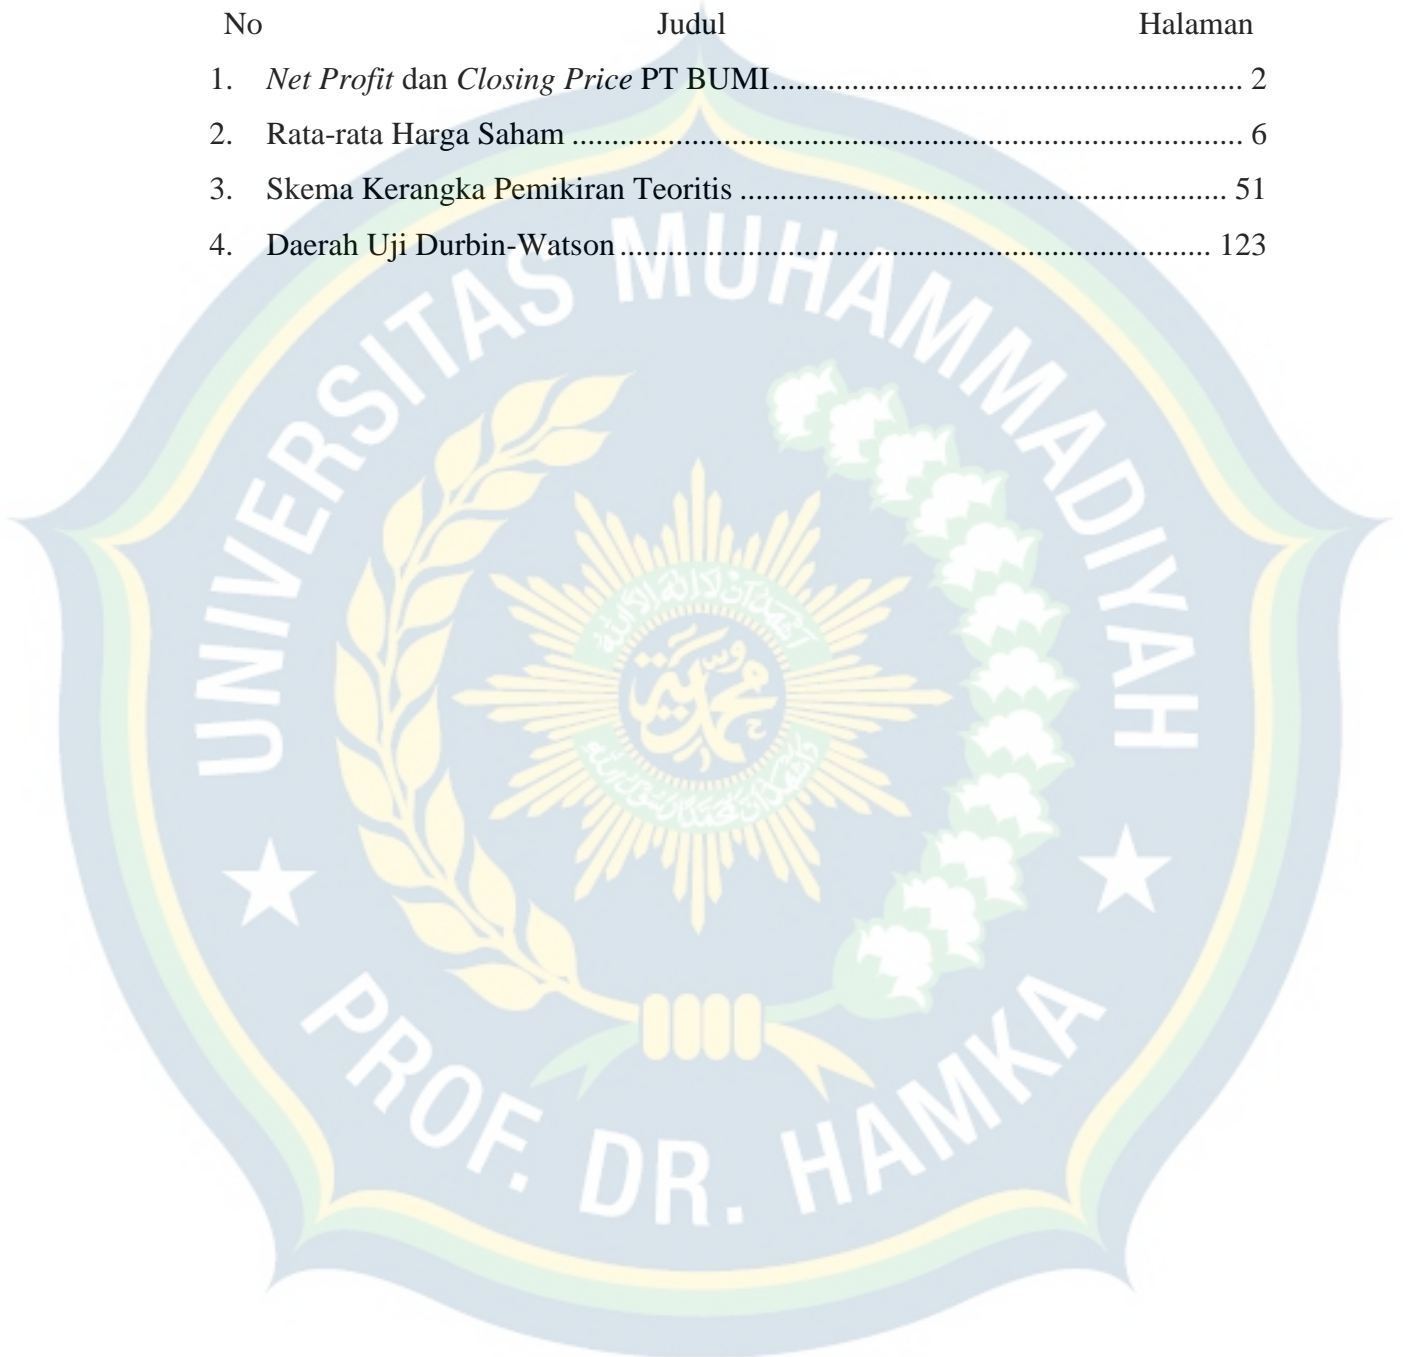 No Judul Halaman
1. Net Profit dan Closing Price PT BUMI............................................................ 2
2. Rata-rata Harga Saham ..................................................................................... 6
3. Skema Kerangka Pemikiran Teoritis .............................................................. 51
4. Daerah Uji Durbin-Watson ........................................................................... 123
UNIVERSITAS MUHAMMADIYAH
محمدية
PROF. DR. HAMKA